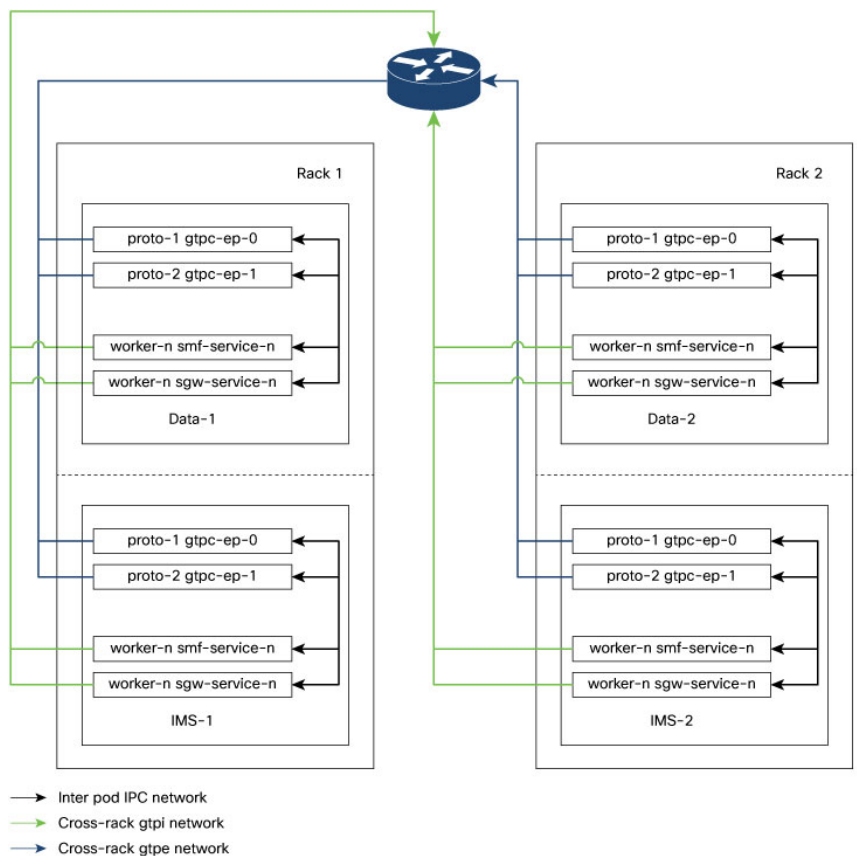 Rack 1
proto-1 gtpc-ep-0
proto-2 gtpc-ep-1
worker-n smf-service-n
worker-n sgw-service-n
Data-1
proto-1 gtpc-ep-0
proto-2 gtpc-ep-1
worker-n smf-service-n
worker-n sgw-service-n
IMS-1
Rack 2
proto-1 gtpc-ep-0
proto-2 gtpc-ep-1
worker-n smf-service-n
worker-n sgw-service-n
Data-2
proto-1 gtpc-ep-0
proto-2 gtpc-ep-1
worker-n smf-service-n
worker-n sgw-service-n
IMS-2
Inter pod IPC network
Cross-rack gtpi network
Cross-rack gtpe network